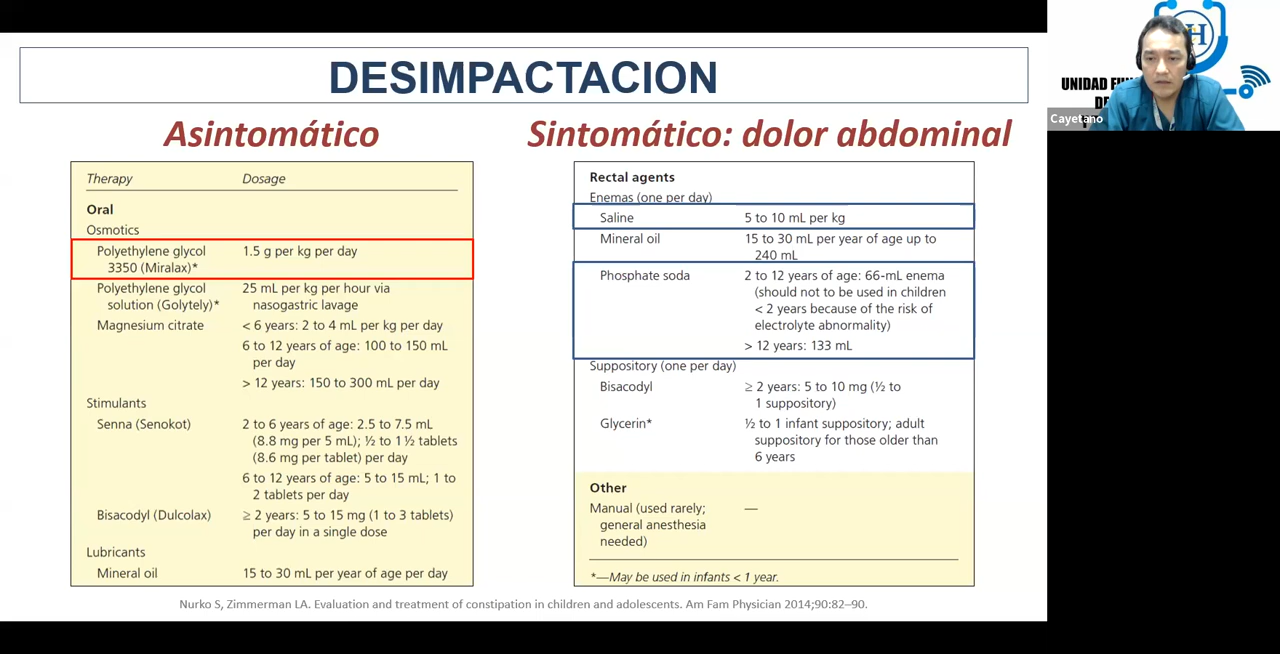 DESIMPACTACION
Asintomático
Therapy Dosage
Oral
Osmotics
Polyethylene glycol 1.5 g per kg per day
3350 (Miralax)*
Polyethylene glycol 25 mL per kg per hour via
solution (Golytely)* nasogastric lavage
Magnesium citrate < 6 years: 2 to 4 mL per kg per day
6 to 12 years of age: 100 to 150 mL
per day
> 12 years: 150 to 300 mL per day
Stimulants
Senna (Senokot) 2 to 6 years of age: 2.5 to 7.5 mL
(8.8 mg per 5 mL); ½ to 1 ½ tablets
(8.6 mg per tablet) per day
6 to 12 years of age: 5 to 15 mL; 1 to
2 tablets per day
Bisacodyl (Dulcolax) ≥ 2 years: 5 to 15 mg (1 to 3 tablets)
per day in a single dose
Lubricants
Mineral oil 15 to 30 mL per year of age per day
Sintomático: dolor abdominal
Rectal agents
Enemas (one per day)
Saline 5 to 10 mL per kg
Mineral oil 15 to 30 mL per year of age up to
240 mL
Phosphate soda 2 to 12 years of age: 66-mL enema
(should not to be used in children
< 2 years because of the risk of
electrolyte abnormality)
> 12 years: 133 mL
Suppository (one per day)
Bisacodyl ≥ 2 years: 5 to 10 mg (½ to
1 suppository)
Glycerin* ½ to 1 infant suppository; adult
suppository for those older than
6 years
Other
Manual (used rarely; —
general anesthesia
needed)
*—May be used in infants < 1 year.
Nurko S, Zimmerman LA. Evaluation and treatment of constipation in children and adolescents. Am Fam Physician 2014;90:82–90.
H
UNIDAD
Cayetano